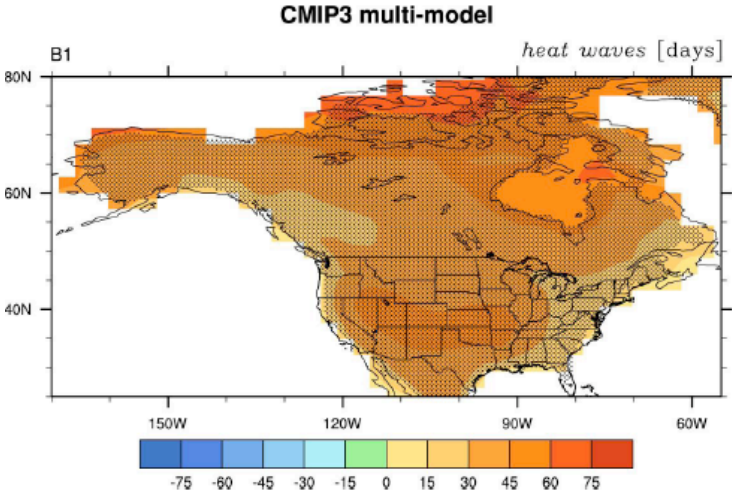 CMIP3 multi-model
B1
heat waves [days]
80N
60N
40N
150W 120W 90W 60W
-75 -60 -45 -30 -15 0 15 30 45 60 75